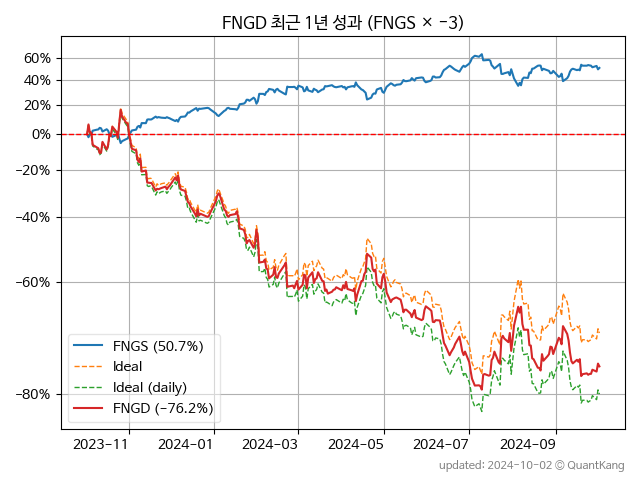 FNGD 최근 1년 성과 (FNGS × −3)
60%
40%
20%
0%
−20%
−40%
−60%
−80%
FNGS (50.7%)
Ideal
Ideal (daily)
FNGD (−76.2%)
2023-11 2024-01 2024-03 2024-05 2024-07 2024-09
updated: 2024-10-02 © QuantKang